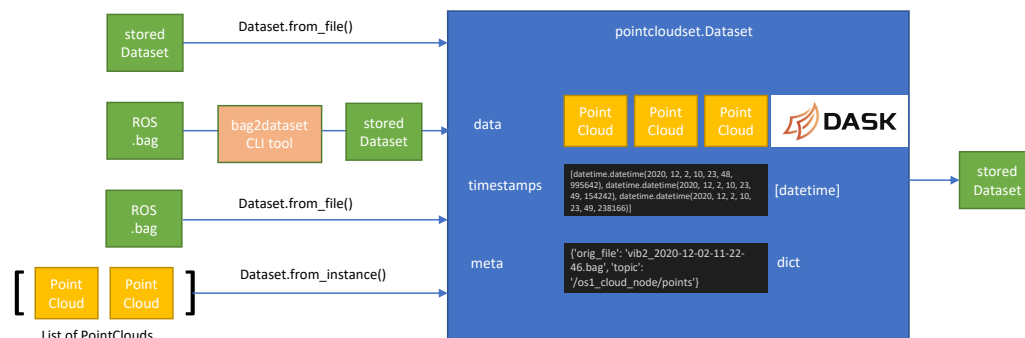 stored
Dataset
Dataset.from_file()
pointcloudset.Dataset
ROS
.bag
bag2dataset
CLI tool
stored
Dataset
data
Point
Cloud
Point
Cloud
Point
Cloud
DASK
timestamps
[datetime.datetime(2020, 12, 2, 10, 23, 48,
995642), datetime.datetime(2020, 12, 2, 10, 23,
49, 154242), datetime.datetime(2020, 12, 2, 10,
23, 49, 238166)]
[datetime]
stored
Dataset
ROS
.bag
Dataset.from_file()
meta
{'orig_file': 'vib2_2020-12-02-11-22-
46.bag', 'topic':
'/os1_cloud_node/points'}
dict
[
Point
Cloud
Point
Cloud
]
Dataset.from_instance()
List of PointClouds